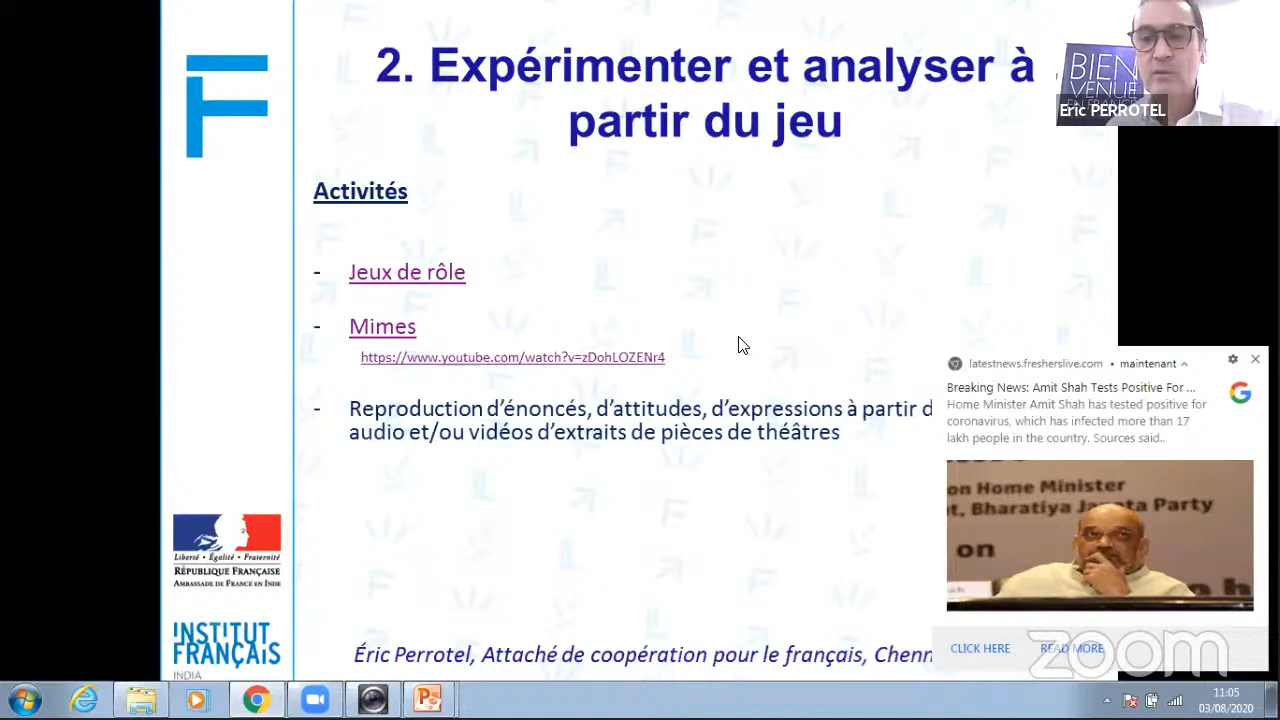 2. Expérimenter et analyser à
partir du jeu
Activités
- Jeux de rôle
- Mimes
https://www.youtube.com/watch?v=zDohLOZENr4
- Reproduction d’énoncés, d’attitudes, d’expressions à partir d
audio et/ou vidéos d’extraits de pièces de théâtres
Éric Perrotel, Attaché de coopération pour le français, Chenn
Liberté • Égalité • Fraternité
RÉPUBLIQUE FRANÇAISE
AMBASSADE DE FRANCE EN INDE
INSTITUT
FRANÇAIS
INDIA
BIEN
VENUE
EN FRANCE
Eric PERROTEL
latestnews.fresherslive.com • maintenant
Breaking News: Amit Shah Tests Positive For ...
Home Minister Amit Shah has tested positive for
coronavirus, which has infected more than 17
lakh people in the country. Sources said..
on Home Minister
t, Bharatiya Janata Party
on
CLICK HERE
READ MORE
zoom
11:05
03/08/2020